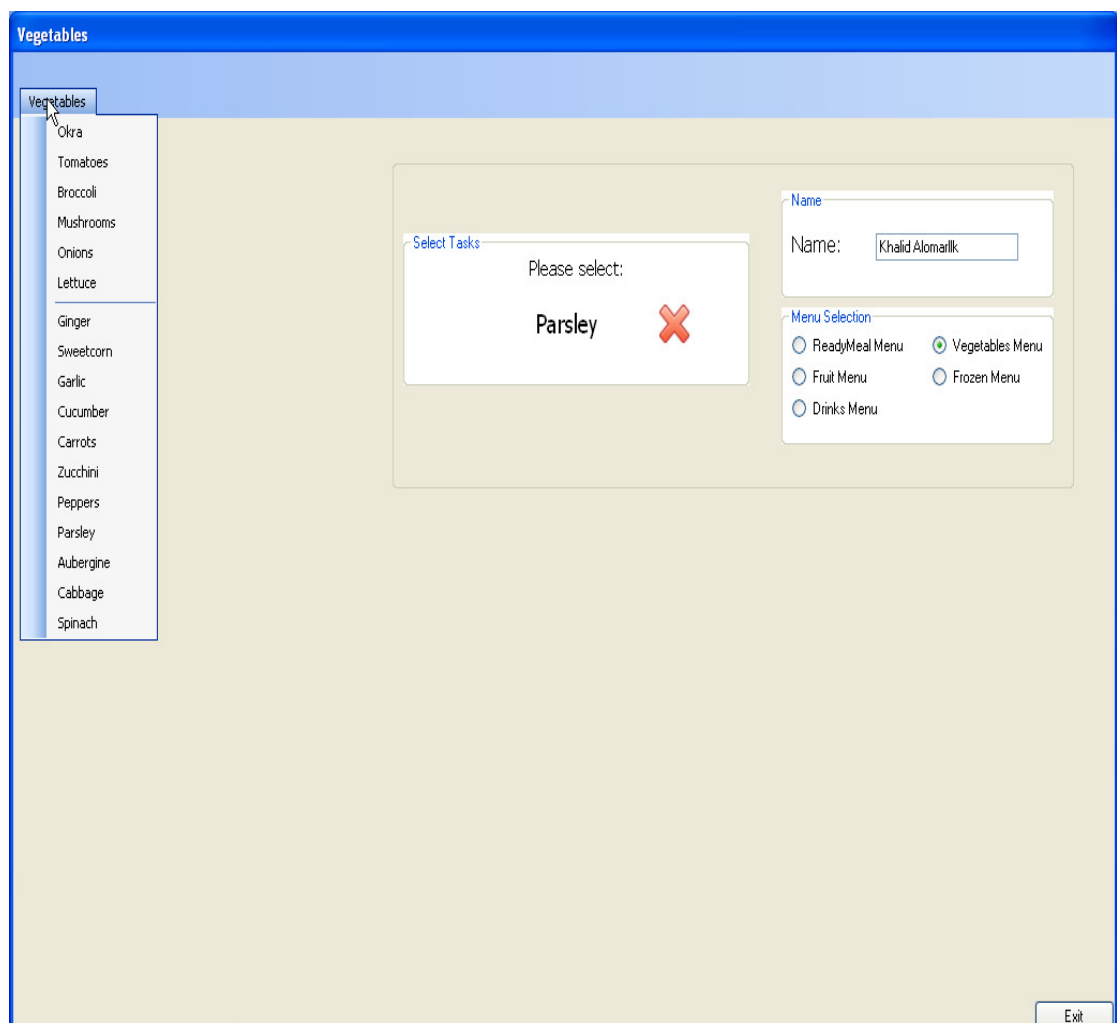 Vegetables
Vegetables
Okra
Tomatoes
Broccoli
Mushrooms
Onions
Lettuce
Ginger
Sweetcorn
Garlic
Cucumber
Carrots
Zucchini
Peppers
Parsley
Aubergine
Cabbage
Spinach
Select Tasks
Please select:
Parsley
Name
Name: Khalid Alomarllk
Menu Selection
ReadyMeal Menu Vegetables Menu
Fruit Menu Frozen Menu
Drinks Menu
Exit